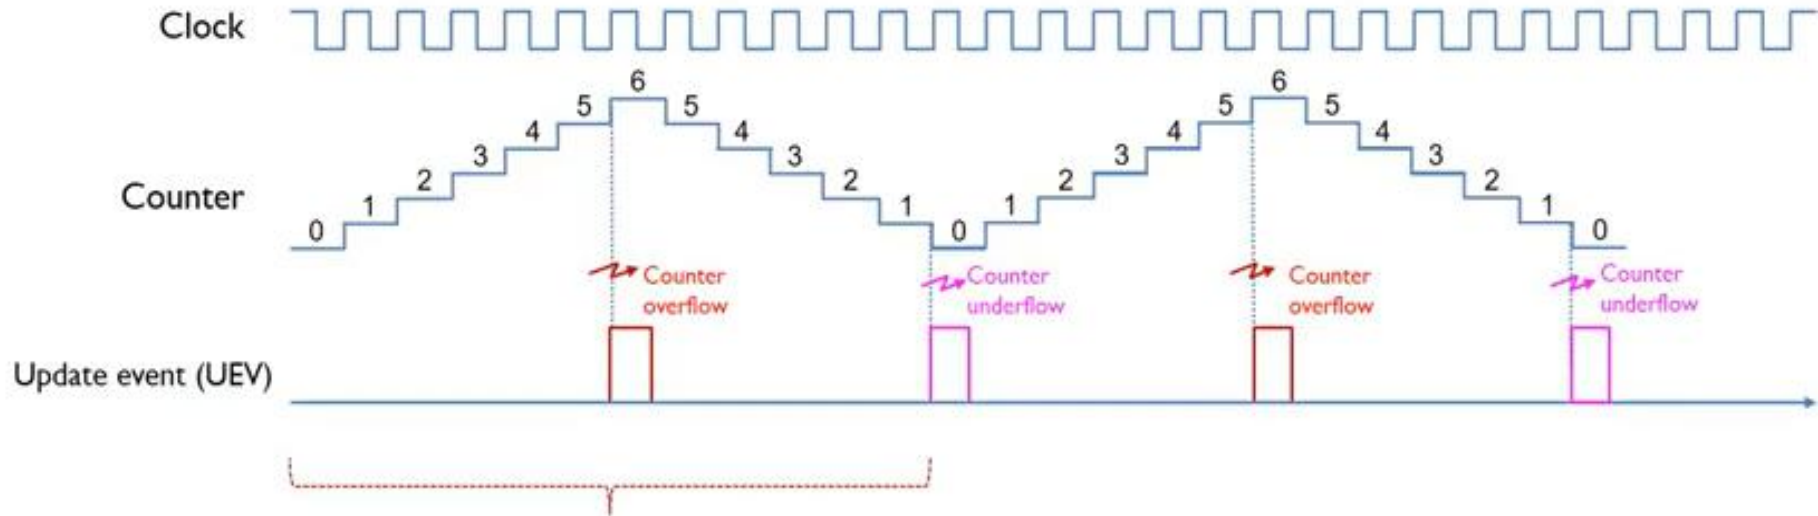 Clock
6 6
5 5 5 5
4 4 4 4
3 3 3 3
2 2 2 2
Counter
1 1 1 1
0 0 0
Counter overflow
Counter underflow
Counter overflow
Counter underflow
Update event (UEV)